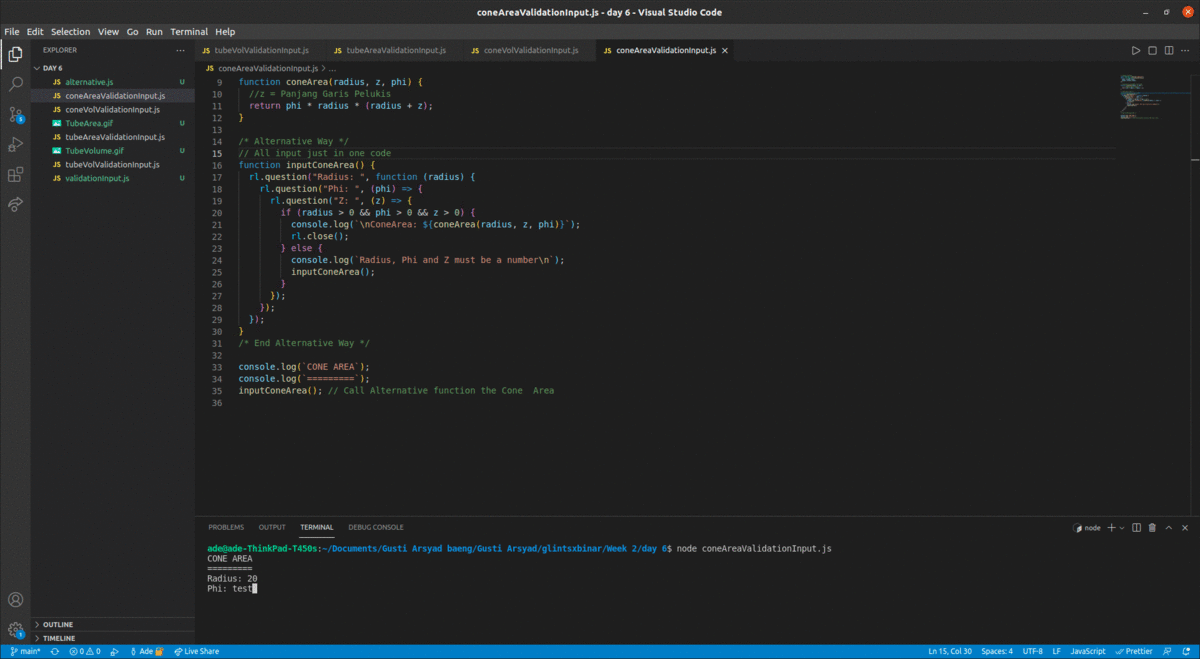 coneAreaValidationInput.js - day 6 - Visual Studio Code
File Edit Selection View Go Run Terminal Help
EXPLORER
DAY 6
JS alternative.js U
JS coneAreaValidationInput.js
JS coneVolValidationInput.js
TubeArea.gif U
JS tubeAreaValidationInput.js
TubeVolume.gif U
JS tubeVolValidationInput.js
JS validationInput.js U
OUTLINE
TIMELINE
JS tubeVolValidationInput.js JS tubeAreaValidationInput.js JS coneVolValidationInput.js JS coneAreaValidationInput.js
JS coneAreaValidationInput.js > ...
9 function coneArea(radius, z, phi) {
10 //z = Panjang Garis Pelukis
11 return phi * radius * (radius + z);
12 }
13
14 /* Alternative Way */
15 // All input just in one code
16 function inputConeArea() {
17 rl.question("Radius: ", function (radius) {
18 rl.question("Phi: ", (phi) => {
19 rl.question("Z: ", (z) => {
20 if (radius > 0 && phi > 0 && z > 0) {
21 console.log(`\nConeArea: ${coneArea(radius, z, phi)}`);
22 rl.close();
23 } else {
24 console.log(`Radius, Phi and Z must be a number\n`);
25 inputConeArea();
26 }
27 });
28 });
29 });
30 }
31 /* End Alternative Way */
32
33 console.log(`CONE AREA`);
34 console.log(`=========`);
35 inputConeArea(); // Call Alternative function the Cone  Area
36
PROBLEMS OUTPUT TERMINAL DEBUG CONSOLE
node
ade@ade-ThinkPad-T450s:~/Documents/Gusti Arsyad baeng/Gusti Arsyad/glintsxbinar/Week 2/day 6$ node coneAreaValidationInput.js
CONE AREA
=========
Radius: 20
Phi: test
main* 0 0 Ade Live Share Ln 15, Col 30 Spaces: 4 UTF-8 LF JavaScript Prettier